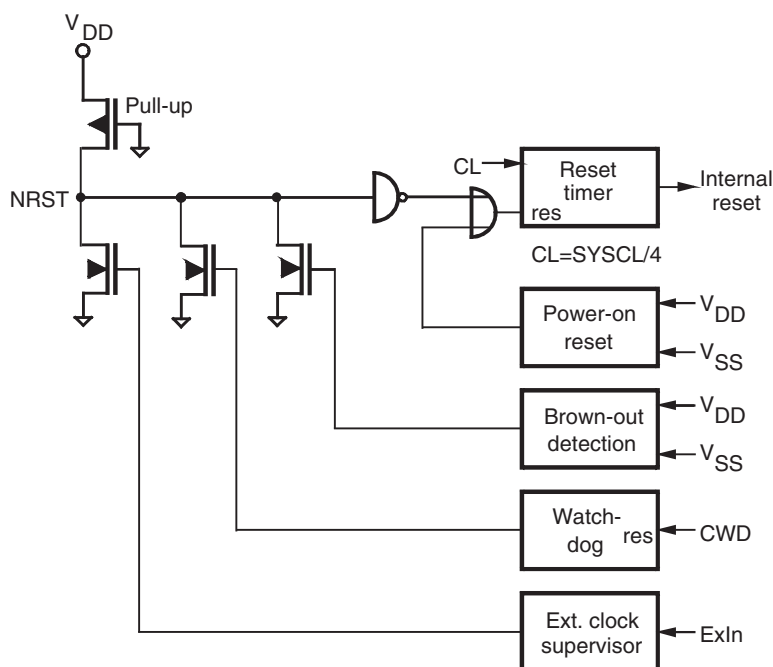 VDD
Pull-up
NRST
CL
Reset
timer
res
Internal
reset
CL=SYSCL/4
Power-on
reset
VDD
VSS
Brown-out
detection
VDD
VSS
Watch-
dog
res
CWD
Ext. clock
supervisor
ExIn